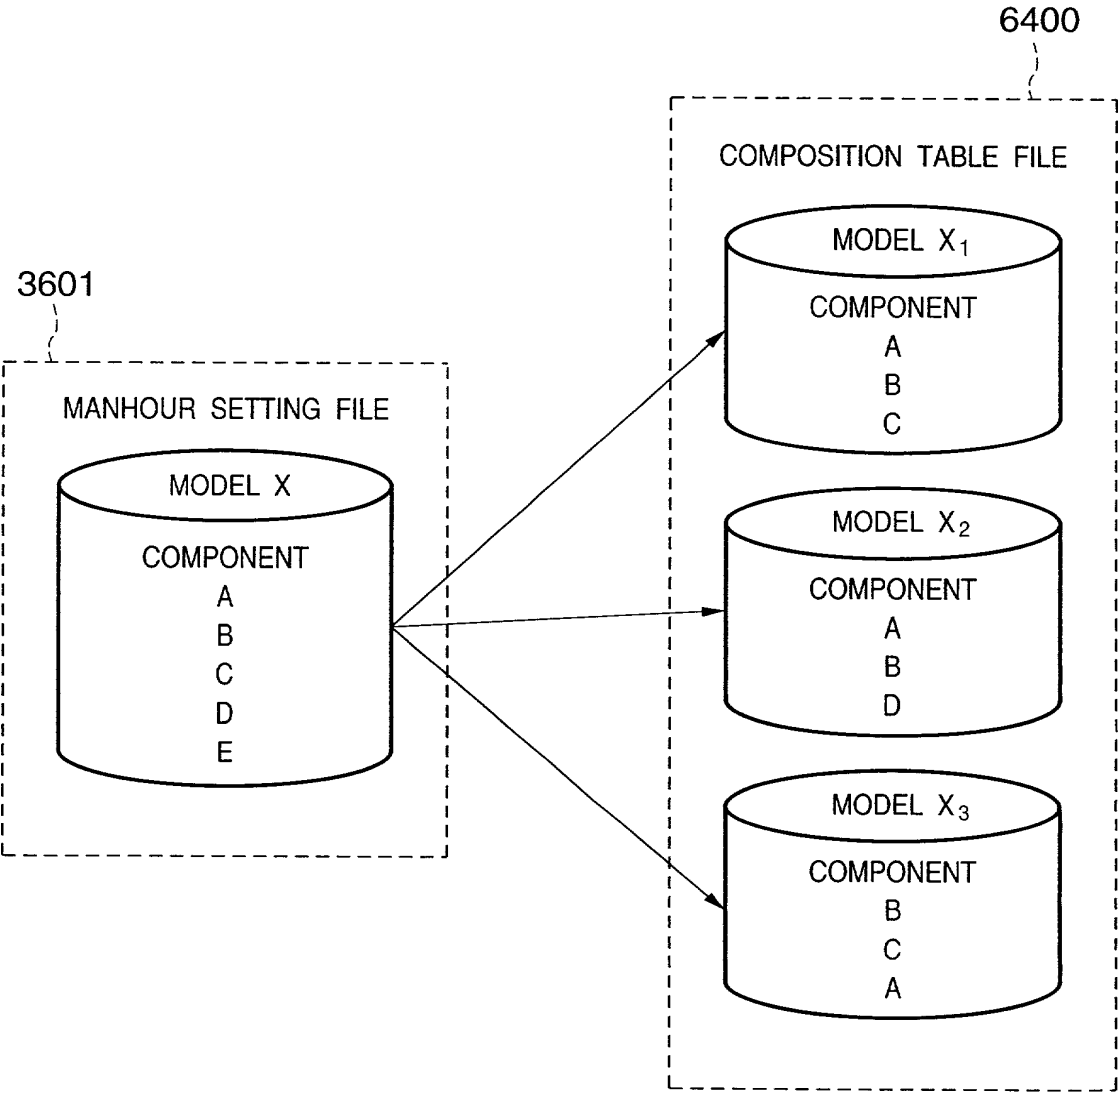 3601
MANHOUR SETTING FILE
MODEL X
COMPONENT
A
B
C
D
E
6400
COMPOSITION TABLE FILE
MODEL X1
COMPONENT
A
B
C
MODEL X2
COMPONENT
A
B
D
MODEL X3
COMPONENT
B
C
A